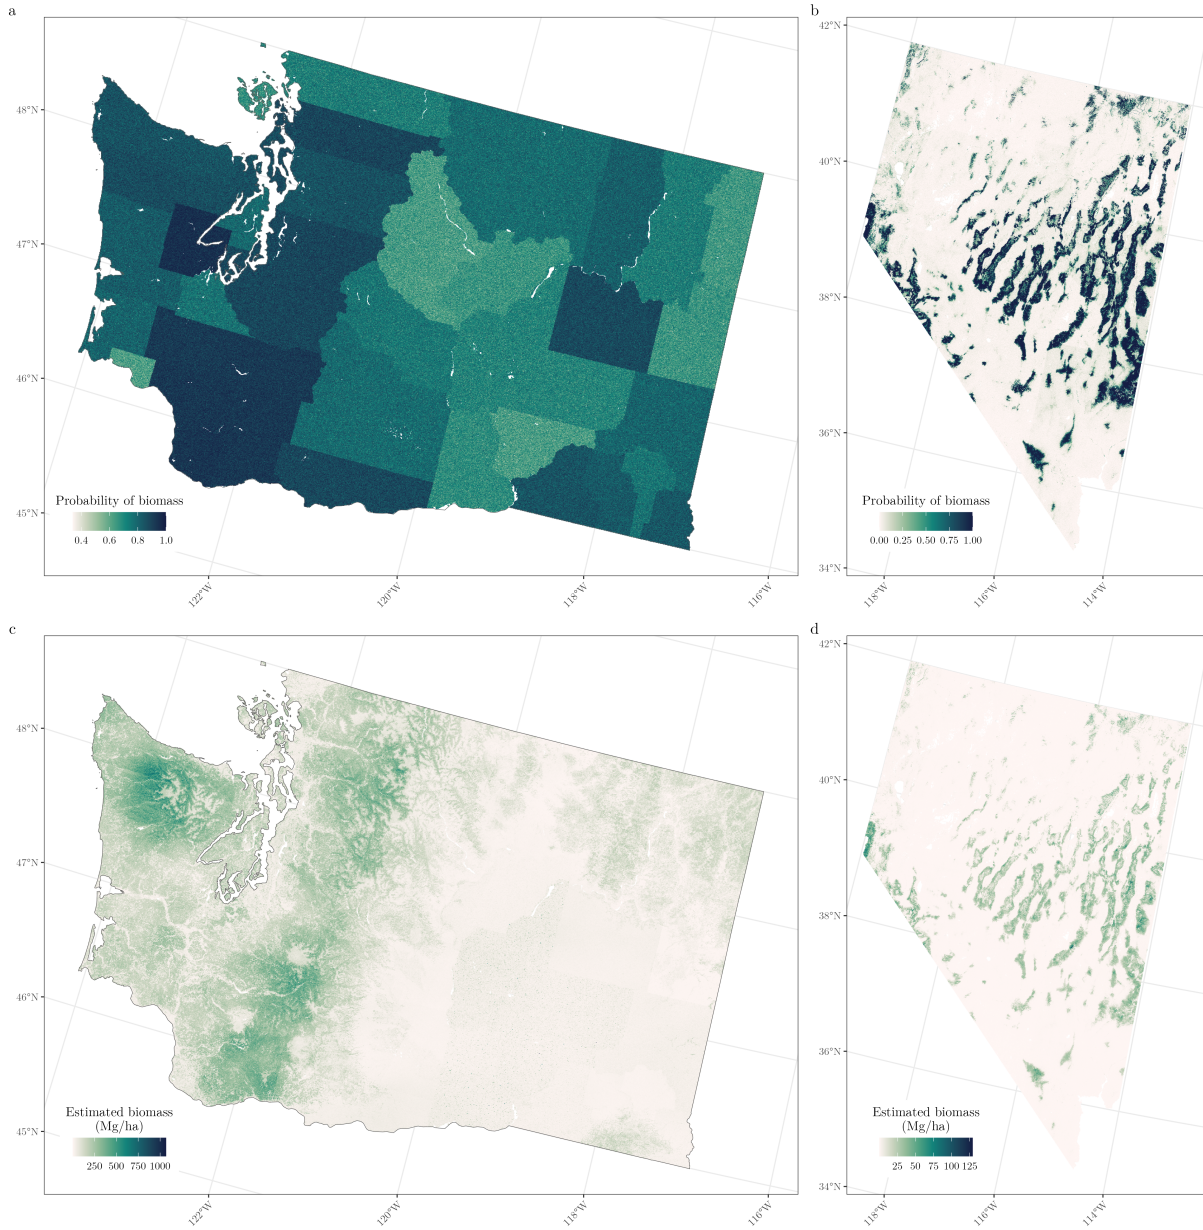 a
48°N
47°N
46°N
45°N
Probability of biomass
0.4 0.6 0.8 1.0
122°W
120°W
118°W
116°W
b
42°N
40°N
38°N
36°N
34°N
Probability of biomass
0.00 0.25 0.50 0.75 1.00
118°W
116°W
114°W
c
48°N
47°N
46°N
45°N
Estimated biomass
(Mg/ha)
250 500 750 1000
122°W
120°W
118°W
116°W
d
42°N
40°N
38°N
36°N
34°N
Estimated biomass
(Mg/ha)
25 50 75 100 125
118°W
116°W
114°W